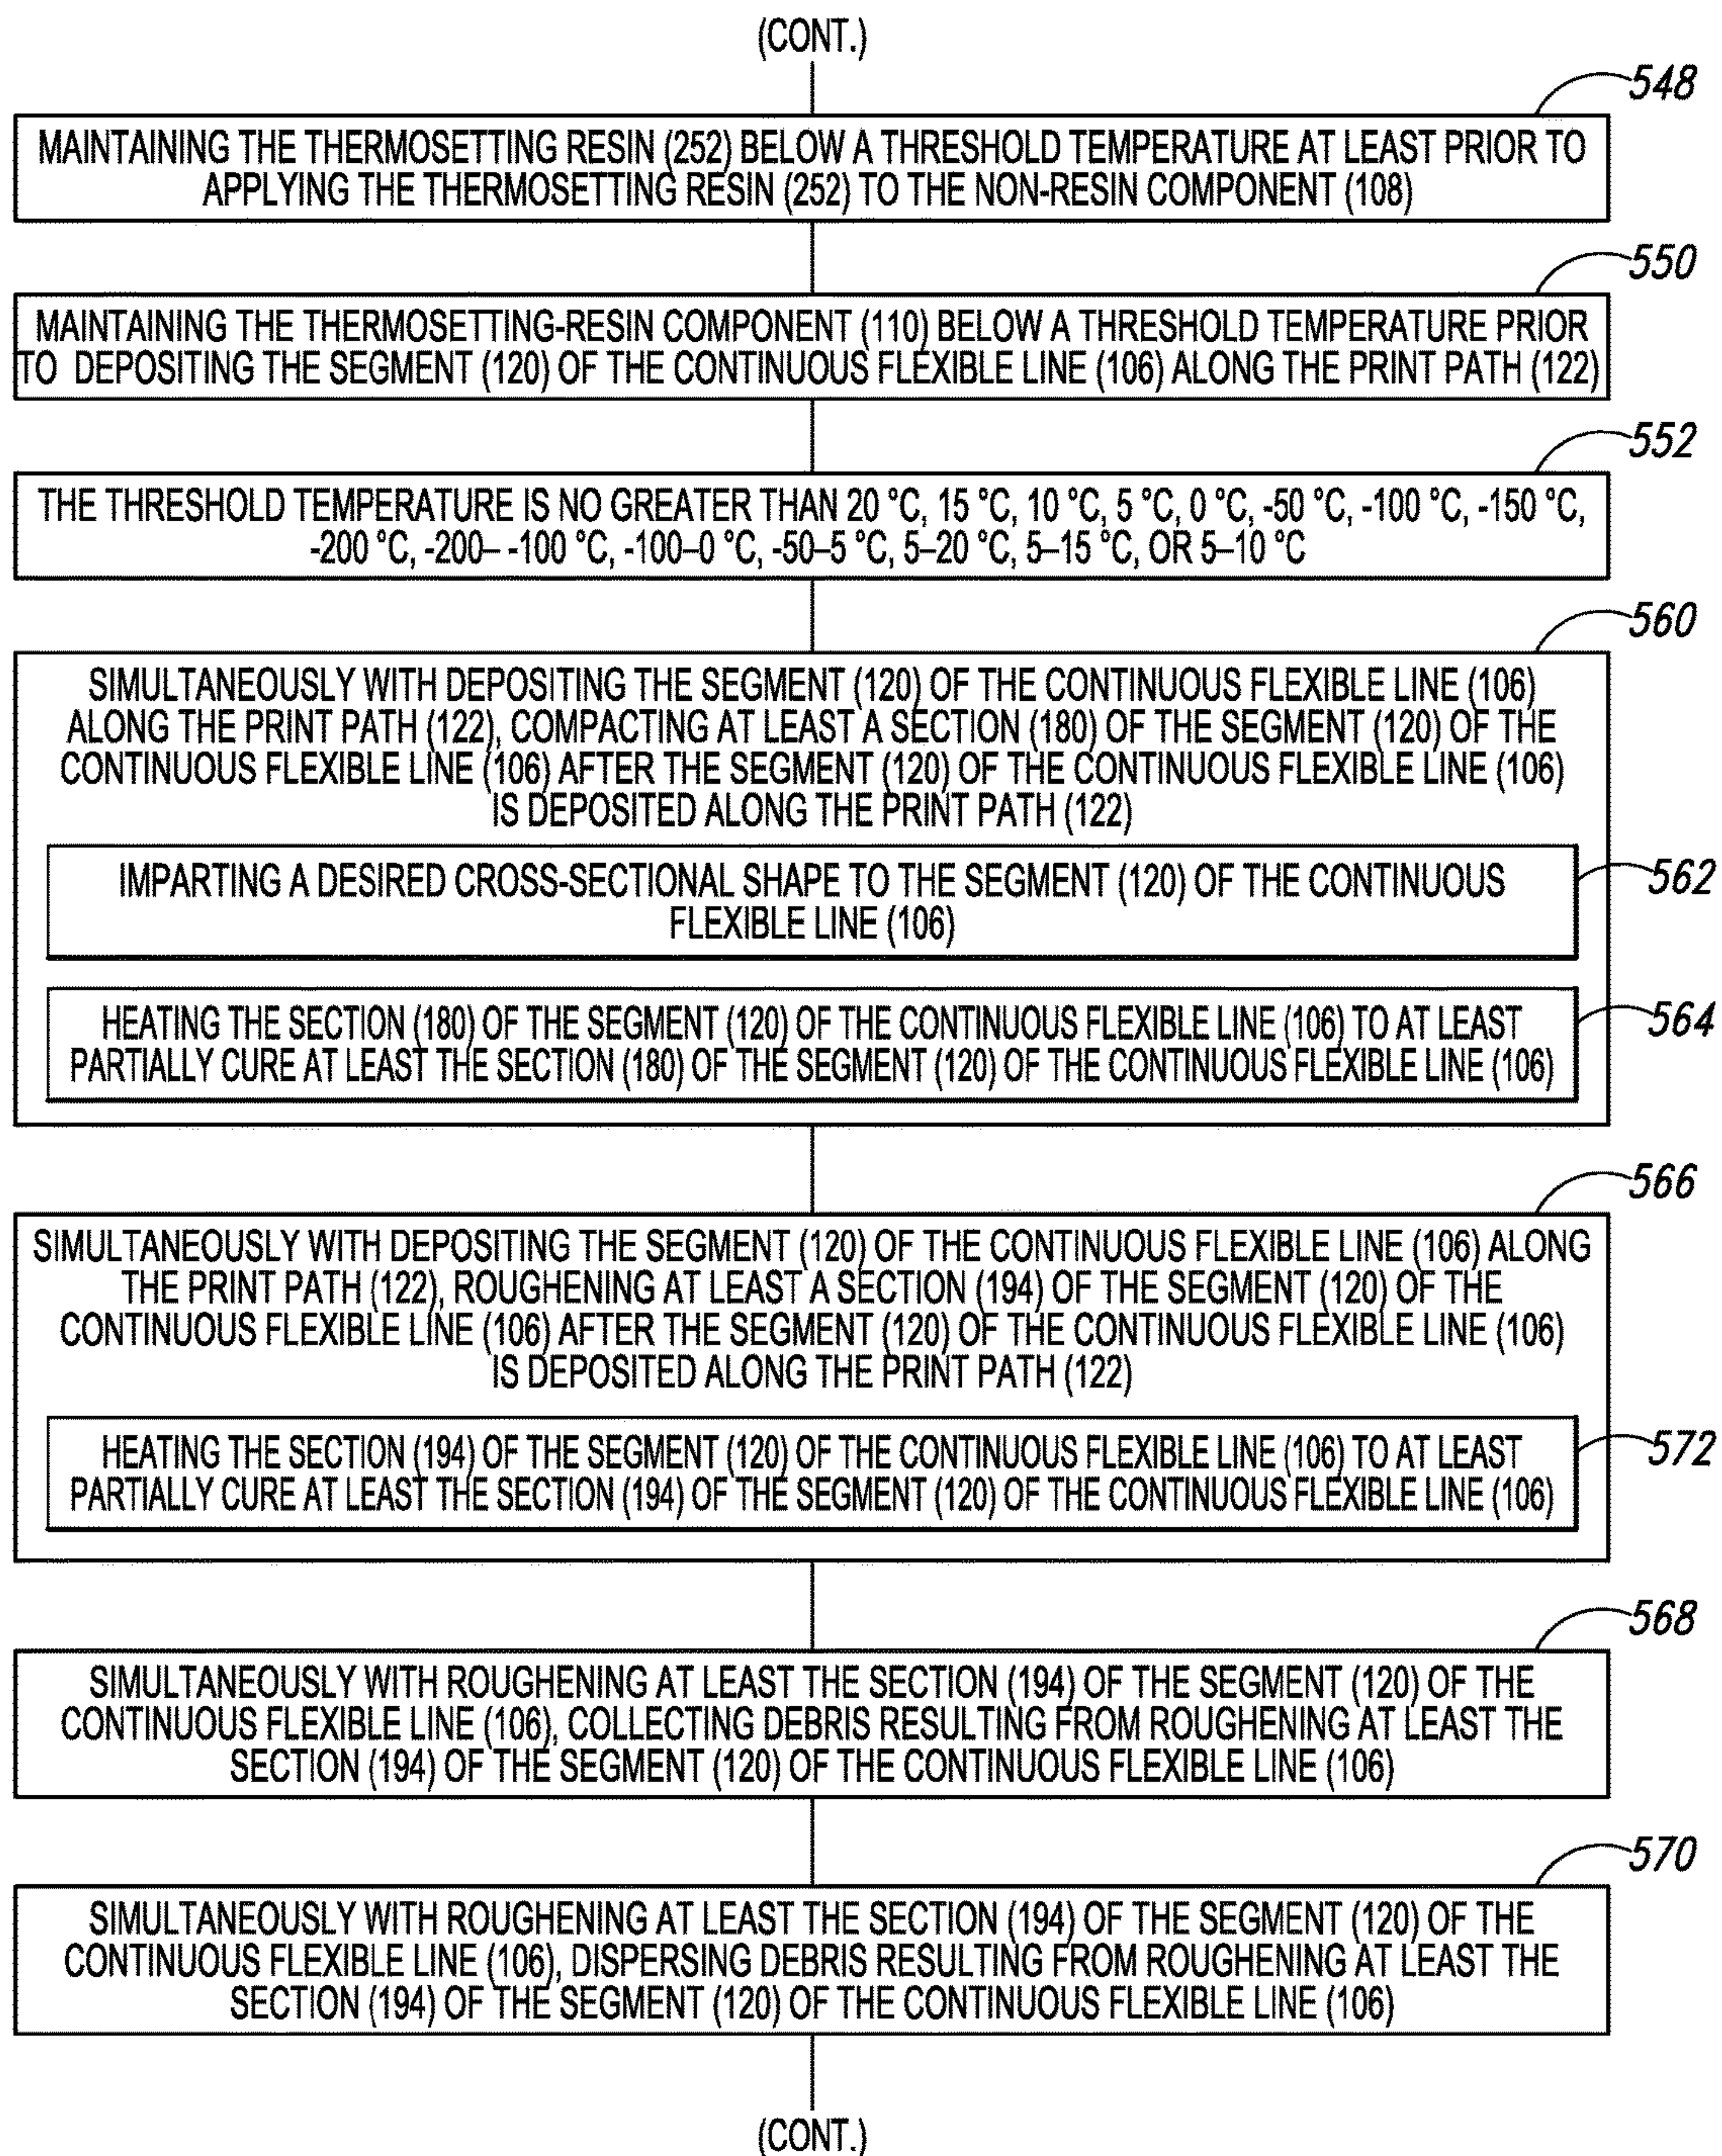 (CONT.)
548
MAINTAINING THE THERMOSETTING RESIN (252) BELOW A THRESHOLD TEMPERATURE AT LEAST PRIOR TO
APPLYING THE THERMOSETTING RESIN (252) TO THE NON-RESIN COMPONENT (108)
550
MAINTAINING THE THERMOSETTING-RESIN COMPONENT (110) BELOW A THRESHOLD TEMPERATURE PRIOR
TO DEPOSITING THE SEGMENT (120) OF THE CONTINUOUS FLEXIBLE LINE (106) ALONG THE PRINT PATH (122)
552
THE THRESHOLD TEMPERATURE IS NO GREATER THAN 20 °C, 15 °C, 10 °C, 5 °C, 0 °C, -50 °C, -100 °C, -150 °C,
-200 °C, -200– -100 °C, -100–0 °C, -50–5 °C, 5–20 °C, 5–15 °C, OR 5–10 °C
560
SIMULTANEOUSLY WITH DEPOSITING THE SEGMENT (120) OF THE CONTINUOUS FLEXIBLE LINE (106)
ALONG THE PRINT PATH (122), COMPACTING AT LEAST A SECTION (180) OF THE SEGMENT (120) OF THE
CONTINUOUS FLEXIBLE LINE (106) AFTER THE SEGMENT (120) OF THE CONTINUOUS FLEXIBLE LINE (106)
IS DEPOSITED ALONG THE PRINT PATH (122)
IMPARTING A DESIRED CROSS-SECTIONAL SHAPE TO THE SEGMENT (120) OF THE CONTINUOUS
FLEXIBLE LINE (106)
562
HEATING THE SECTION (180) OF THE SEGMENT (120) OF THE CONTINUOUS FLEXIBLE LINE (106) TO AT LEAST
PARTIALLY CURE AT LEAST THE SECTION (180) OF THE SEGMENT (120) OF THE CONTINUOUS FLEXIBLE LINE (106)
564
566
SIMULTANEOUSLY WITH DEPOSITING THE SEGMENT (120) OF THE CONTINUOUS FLEXIBLE LINE (106) ALONG
THE PRINT PATH (122), ROUGHENING AT LEAST A SECTION (194) OF THE SEGMENT (120) OF THE
CONTINUOUS FLEXIBLE LINE (106) AFTER THE SEGMENT (120) OF THE CONTINUOUS FLEXIBLE LINE (106)
IS DEPOSITED ALONG THE PRINT PATH (122)
HEATING THE SECTION (194) OF THE SEGMENT (120) OF THE CONTINUOUS FLEXIBLE LINE (106) TO AT LEAST
PARTIALLY CURE AT LEAST THE SECTION (194) OF THE SEGMENT (120) OF THE CONTINUOUS FLEXIBLE LINE (106)
572
568
SIMULTANEOUSLY WITH ROUGHENING AT LEAST THE SECTION (194) OF THE SEGMENT (120) OF THE
CONTINUOUS FLEXIBLE LINE (106), COLLECTING DEBRIS RESULTING FROM ROUGHENING AT LEAST THE
SECTION (194) OF THE SEGMENT (120) OF THE CONTINUOUS FLEXIBLE LINE (106)
570
SIMULTANEOUSLY WITH ROUGHENING AT LEAST THE SECTION (194) OF THE SEGMENT (120) OF THE
CONTINUOUS FLEXIBLE LINE (106), DISPERSING DEBRIS RESULTING FROM ROUGHENING AT LEAST THE
SECTION (194) OF THE SEGMENT (120) OF THE CONTINUOUS FLEXIBLE LINE (106)
(CONT.)